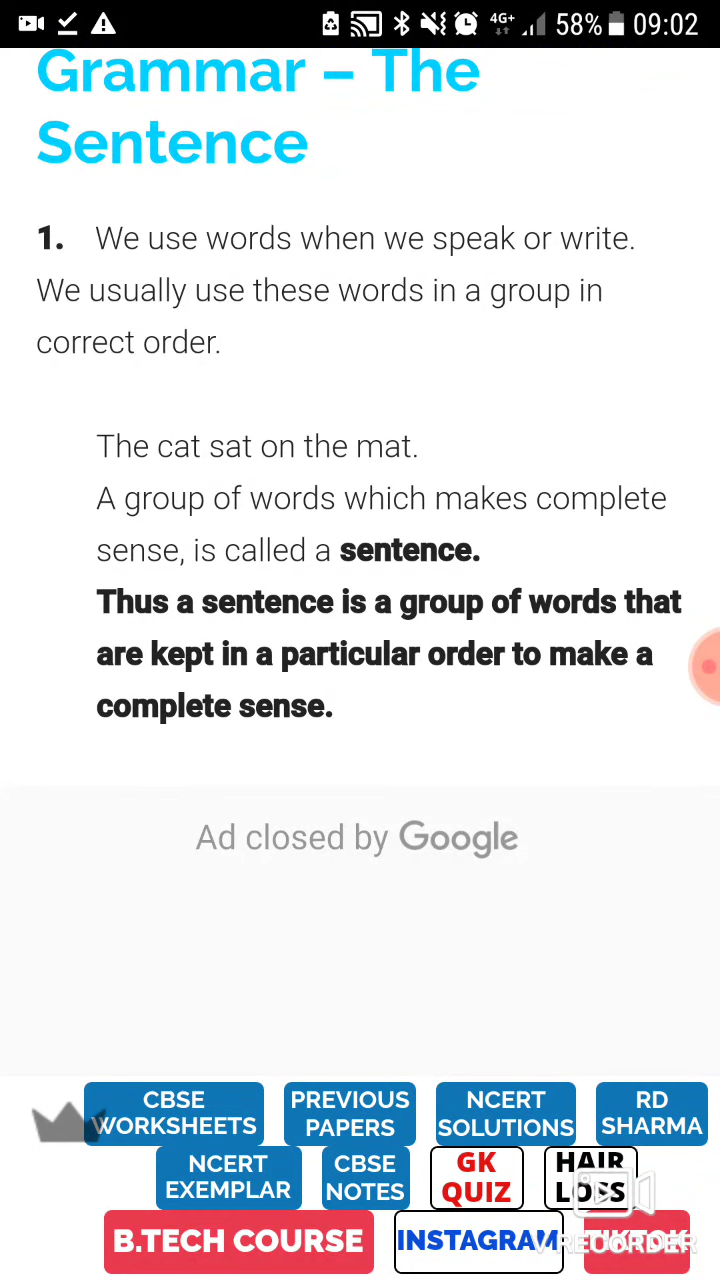 4G+ 58% 09:02
Grammar – The
Sentence
1. We use words when we speak or write.
We usually use these words in a group in
correct order.
The cat sat on the mat.
A group of words which makes complete
sense, is called a sentence.
Thus a sentence is a group of words that
are kept in a particular order to make a
complete sense.
Ad closed by Google
CBSE WORKSHEETS
PREVIOUS PAPERS
NCERT SOLUTIONS
RD SHARMA
NCERT EXEMPLAR
CBSE NOTES
GK QUIZ
HAIR LOSS
B.TECH COURSE
INSTAGRAM
TIKTOK
V RECORDER